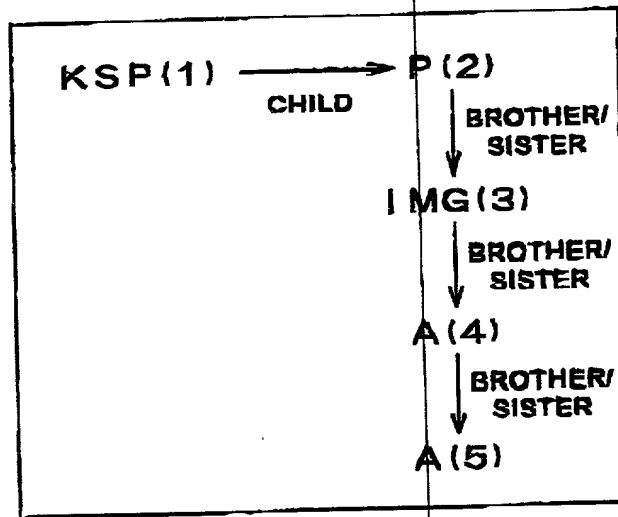 KSP(1)
P(2)
CHILD
BROTHER/
SISTER
IMG(3)
BROTHER/
SISTER
A(4)
BROTHER/
SISTER
A(5)